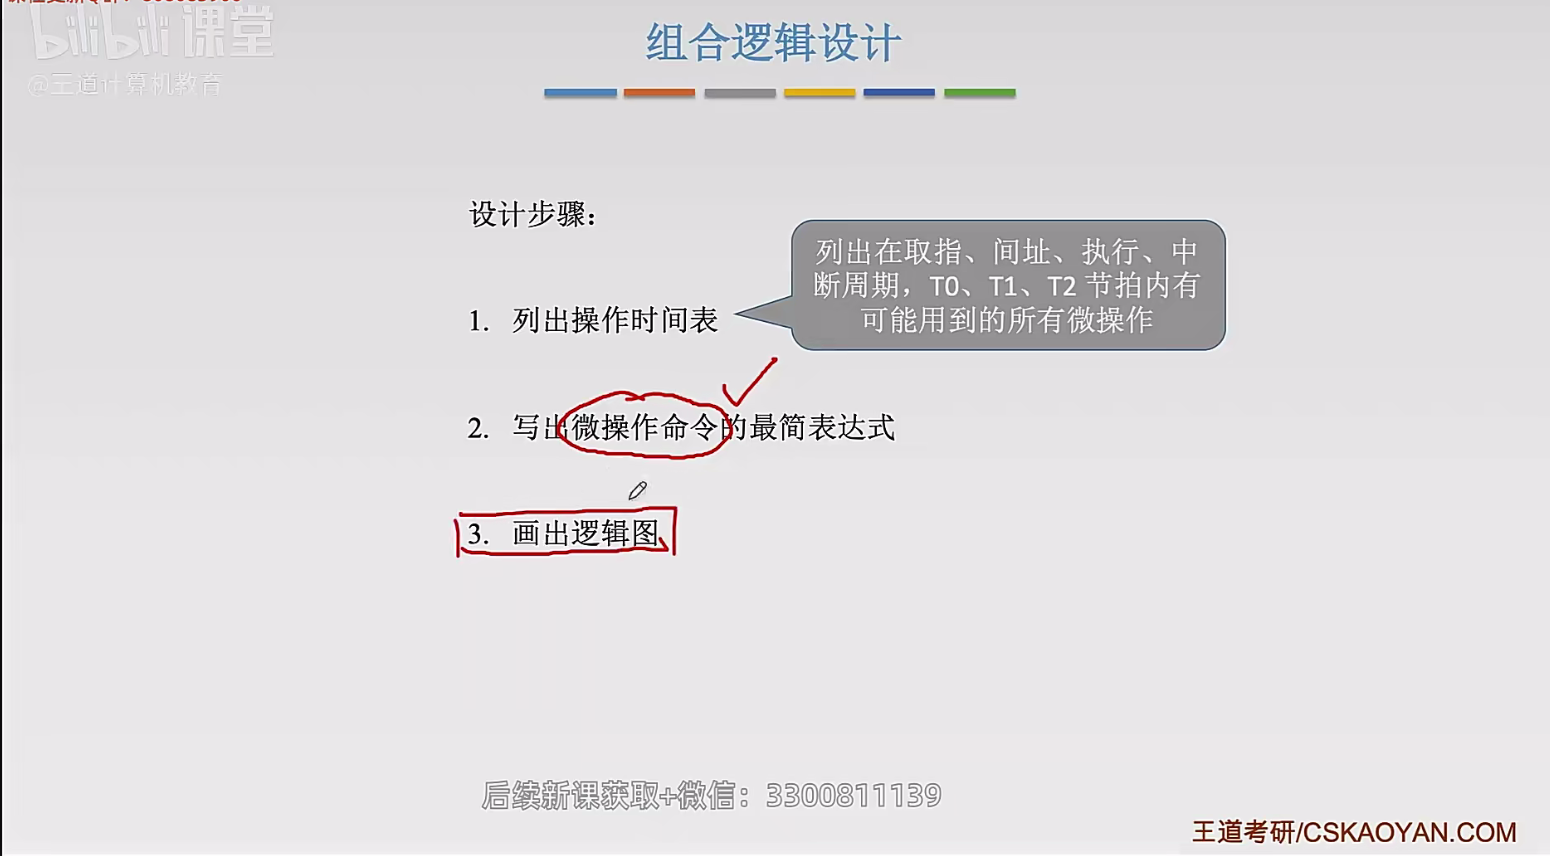 bilibili课堂
@王道计算机教育
组合逻辑设计
设计步骤：
列出在取指、间址、执行、中
断周期，T0、T1、T2 节拍内有
可能用到的所有微操作
1. 列出操作时间表
2. 写出微操作命令的最简表达式
3. 画出逻辑图
后续新课获取+微信：3300811139
王道考研/CSKAOYAN.COM